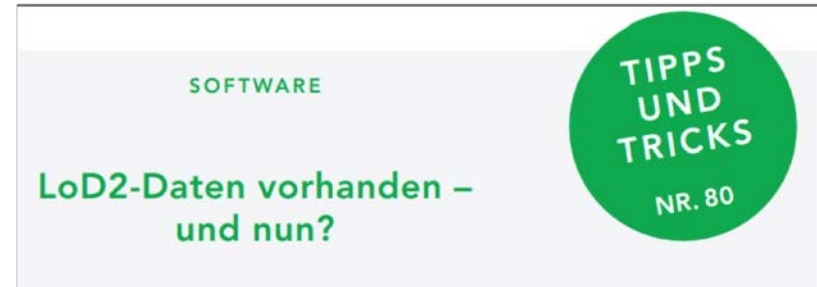 SOFTWARE
LoD2-Daten vorhanden –
und nun?
TIPPS
UND
TRICKS
NR. 80